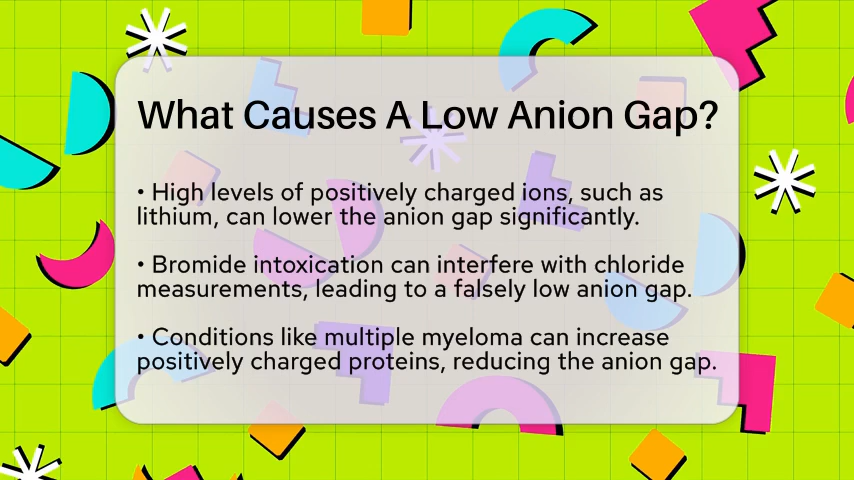 What Causes A Low Anion Gap?
• High levels of positively charged ions, such as
lithium, can lower the anion gap significantly.
• Bromide intoxication can interfere with chloride
measurements, leading to a falsely low anion gap.
• Conditions like multiple myeloma can increase
positively charged proteins, reducing the anion gap.